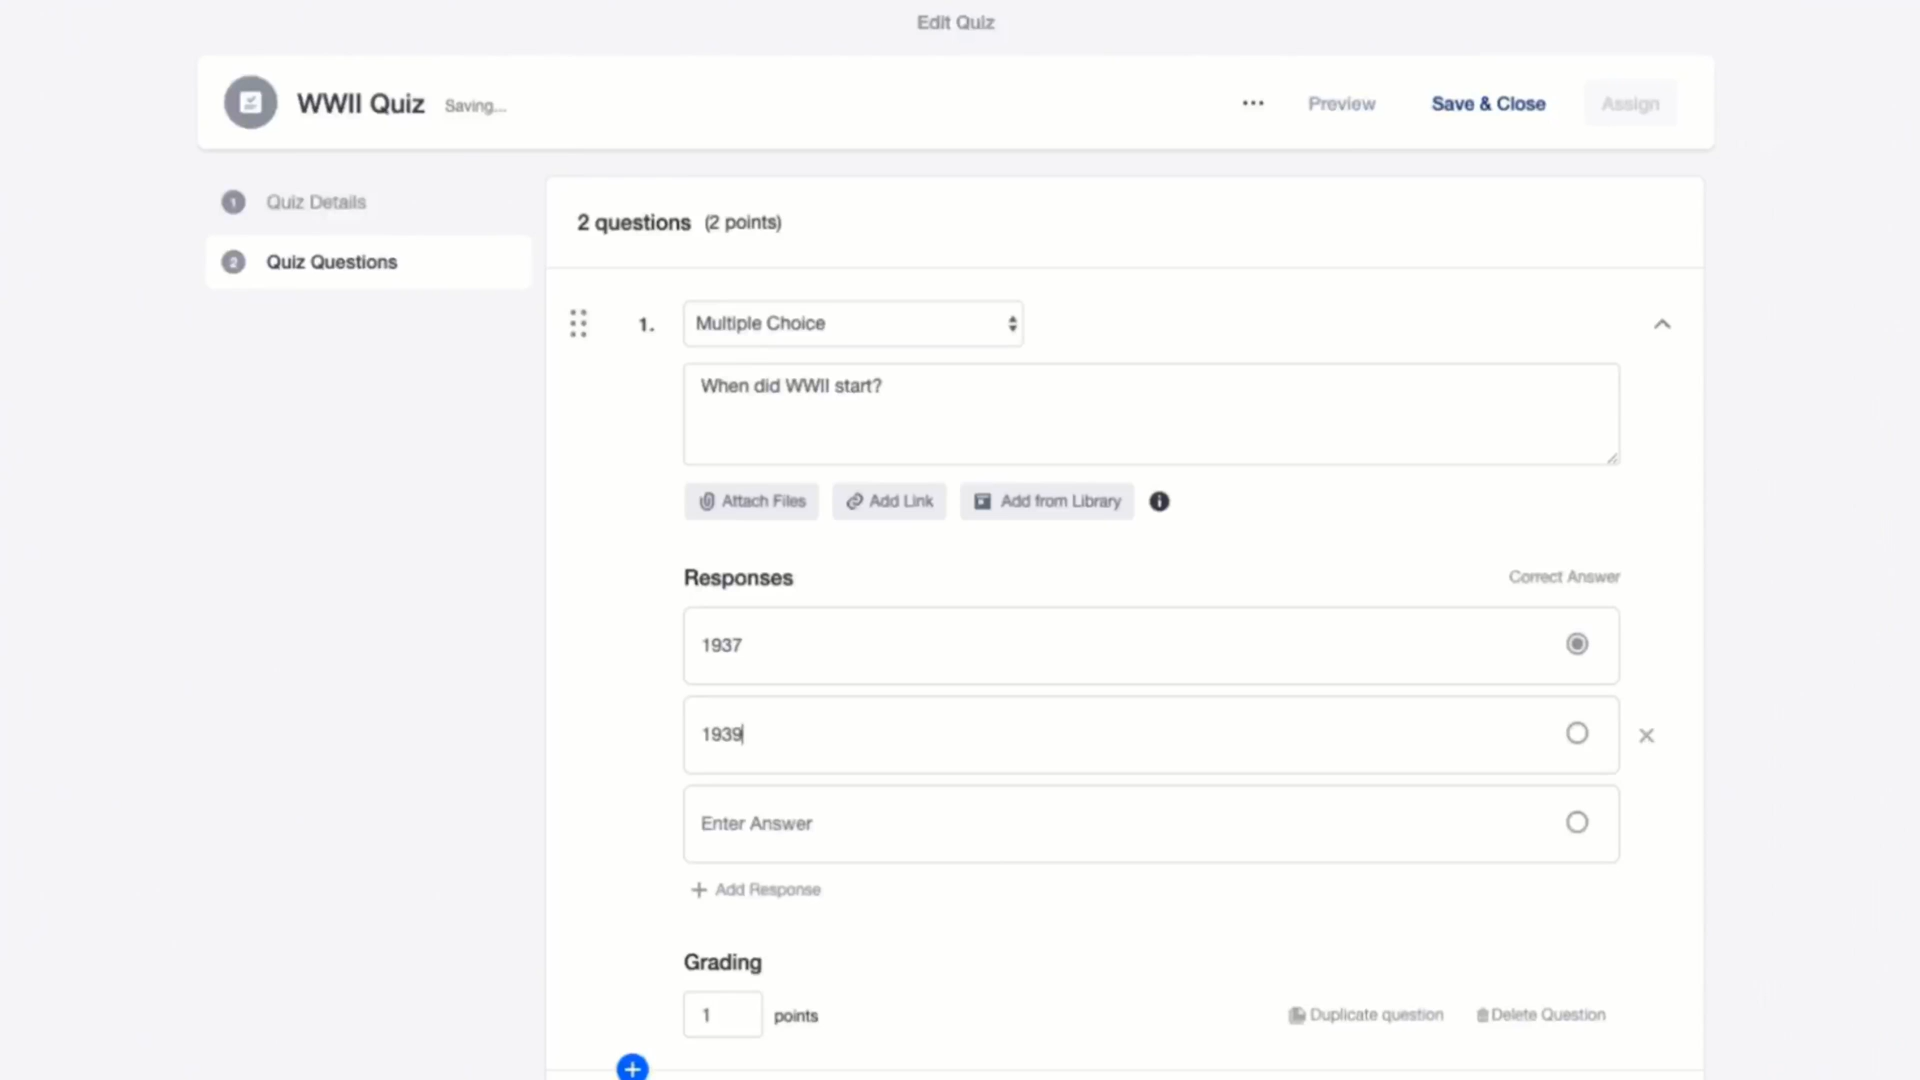 Edit Quiz
WWII Quiz Saving...
Preview Save & Close Assign
1 Quiz Details
2 Quiz Questions
2 questions (2 points)
1. Multiple Choice
When did WWII start?
Attach Files Add Link Add from Library
Responses Correct Answer
1937
1939
Enter Answer
+ Add Response
Grading
1 points
Duplicate question Delete Question